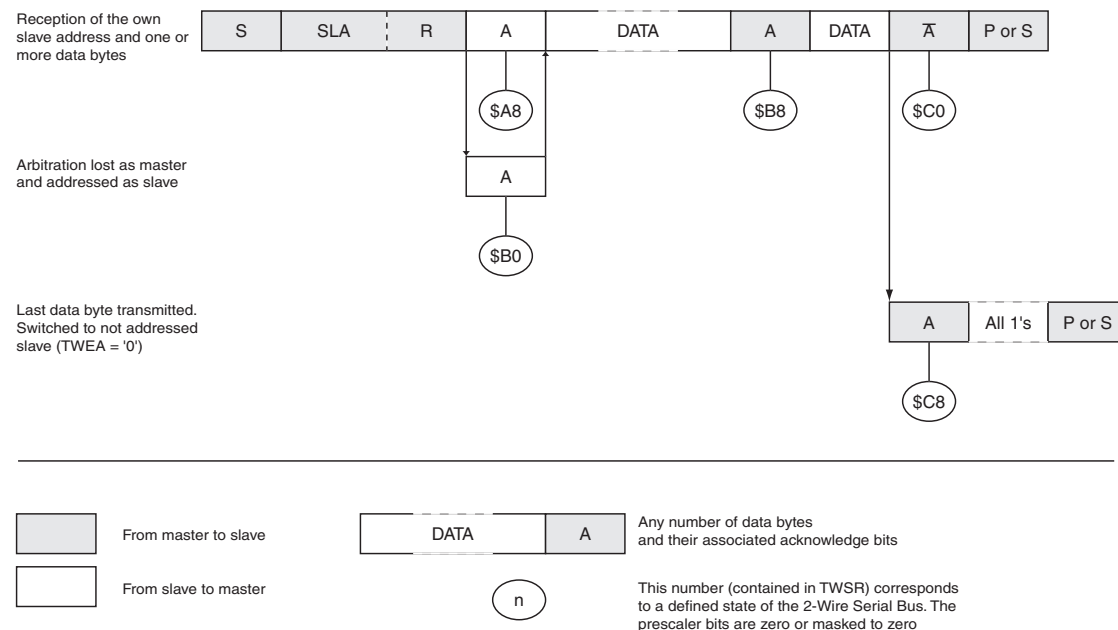 Reception of the own
slave address and one or
more data bytes
S SLA R A DATA A DATA A̅ P or S
$A8 $B8 $C0
Arbitration lost as master
and addressed as slave
A
$B0
Last data byte transmitted.
Switched to not addressed
slave (TWEA = '0')
A All 1's P or S
$C8
From master to slave
DATA A
Any number of data bytes
and their associated acknowledge bits
From slave to master
n
This number (contained in TWSR) corresponds
to a defined state of the 2-Wire Serial Bus. The
prescaler bits are zero or masked to zero